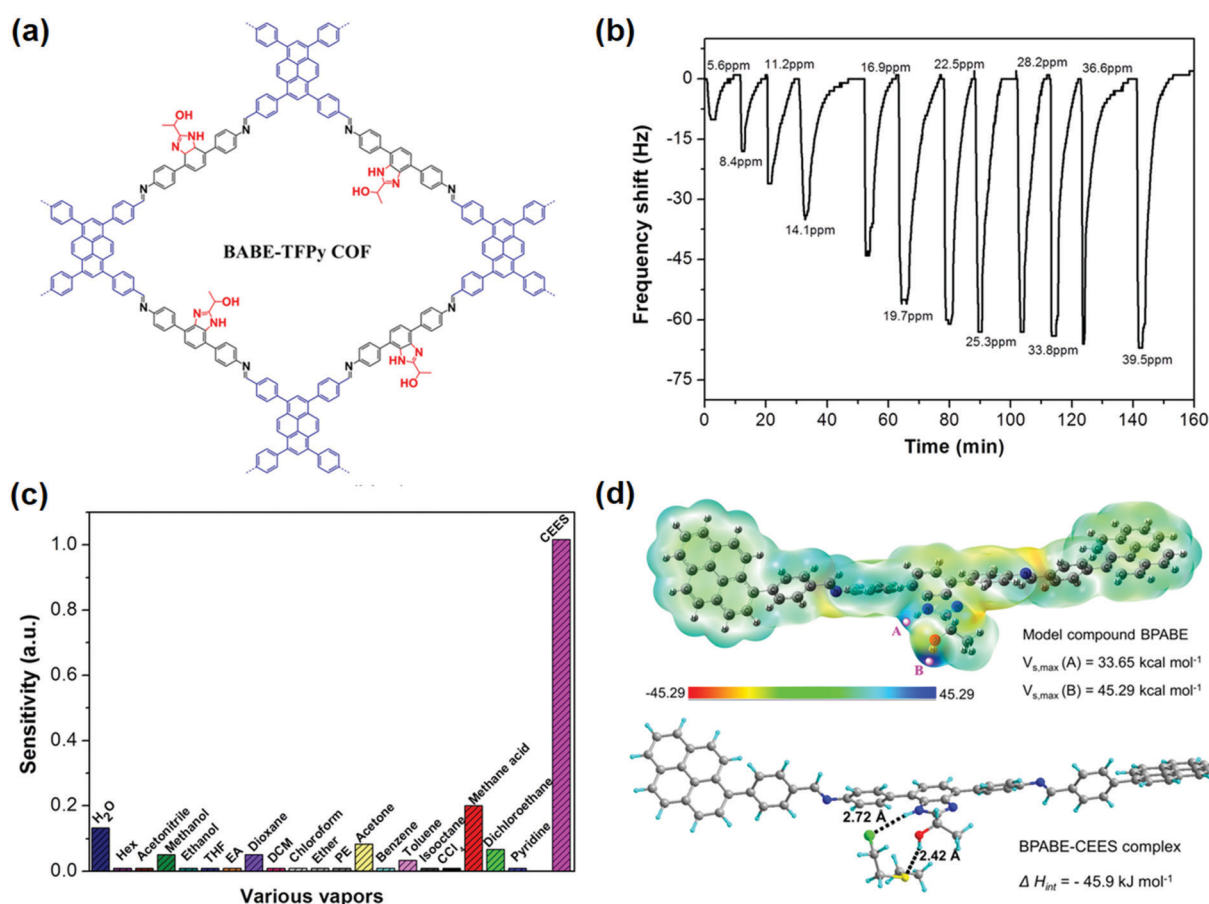 (a)
OH
N
NH
N
N
HN
N
HO
BABE-TFPy COF
OH
N
NH
N
N
N
HN
HO
N
N
(b)
Frequency shift (Hz)
0
-15
-30
-45
-60
-75
5.6ppm
11.2ppm
16.9ppm
22.5ppm
28.2ppm
36.6ppm
8.4ppm
14.1ppm
19.7ppm
25.3ppm
33.8ppm
39.5ppm
0 20 40 60 80 100 120 140 160
Time (min)
(c)
Sensitivity (a.u.)
1.0
0.8
0.6
0.4
0.2
0.0
H2O
Hex
Acetonitrile
Methanol
Ethanol
THF
EA
Dioxane
DCM
Chloroform
Ether
PE
Acetone
Benzene
Toluene
Isooctane
CCl4
Methane acid
Dichloroethane
Pyridine
CEES
Various vapors
(d)
A
B
Model compound BPABE
Vs,max (A) = 33.65 kcal mol-1
Vs,max (B) = 45.29 kcal mol-1
-45.29
45.29
2.72 Å
2.42 Å
BPABE-CEES complex
Δ Hint = - 45.9 kJ mol-1